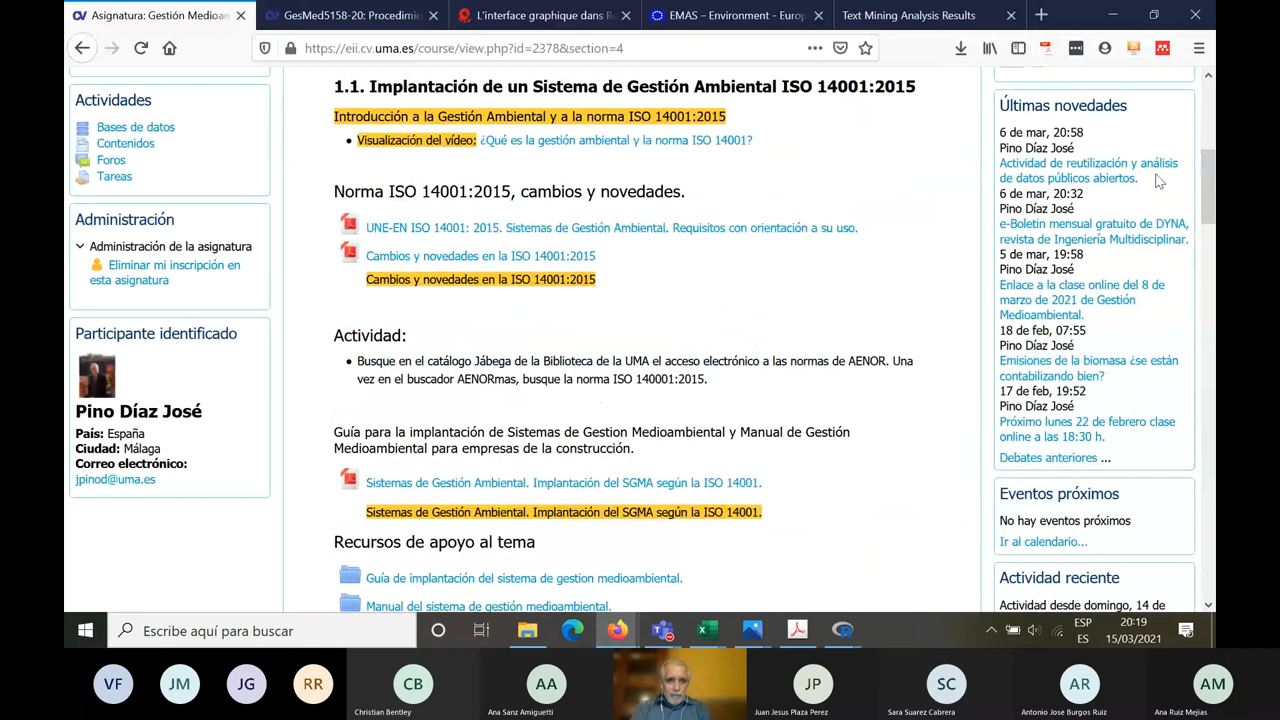 Asignatura: Gestión Medioan
GesMed5158-20: Procedimiu
L'interface graphique dans R
EMAS – Environment - Europ
Text Mining Analysis Results
https://eii.cv.uma.es/course/view.php?id=2378&section=4
Actividades
Bases de datos
Contenidos
Foros
Tareas
Administración
Administración de la asignatura
Eliminar mi inscripción en
esta asignatura
Participante identificado
Pino Díaz José
País: España
Ciudad: Málaga
Correo electrónico:
jpinod@uma.es
1.1. Implantación de un Sistema de Gestión Ambiental ISO 14001:2015
Introducción a la Gestión Ambiental y a la norma ISO 14001:2015
Visualización del vídeo: ¿Qué es la gestión ambiental y la norma ISO 14001?
Norma ISO 14001:2015, cambios y novedades.
UNE-EN ISO 14001: 2015. Sistemas de Gestión Ambiental. Requisitos con orientación a su uso.
Cambios y novedades en la ISO 14001:2015
Cambios y novedades en la ISO 14001:2015
Actividad:
Busque en el catálogo Jábega de la Biblioteca de la UMA el acceso electrónico a las normas de AENOR. Una
vez en el buscador AENORmas, busque la norma ISO 140001:2015.
Guía para la implantación de Sistemas de Gestion Medioambiental y Manual de Gestión
Medioambiental para empresas de la construcción.
Sistemas de Gestión Ambiental. Implantación del SGMA según la ISO 14001.
Sistemas de Gestión Ambiental. Implantación del SGMA según la ISO 14001.
Recursos de apoyo al tema
Guía de implantación del sistema de gestion medioambiental.
Manual del sistema de gestión medioambiental.
Últimas novedades
6 de mar, 20:58
Pino Díaz José
Actividad de reutilización y análisis
de datos públicos abiertos.
6 de mar, 20:32
Pino Díaz José
e-Boletin mensual gratuito de DYNA,
revista de Ingeniería Multidisciplinar.
5 de mar, 19:58
Pino Díaz José
Enlace a la clase online del 8 de
marzo de 2021 de Gestión
Medioambiental.
18 de feb, 07:55
Pino Díaz José
Emisiones de la biomasa ¿se están
contabilizando bien?
17 de feb, 19:52
Pino Díaz José
Próximo lunes 22 de febrero clase
online a las 18:30 h.
Debates anteriores ...
Eventos próximos
No hay eventos próximos
Ir al calendario...
Actividad reciente
Actividad desde domingo, 14 de
Escribe aquí para buscar
ESP
ES
20:19
15/03/2021
VF
JM
JG
RR
CB
Christian Bentley
AA
Ana Sanz Amiguetti
JP
Juan Jesus Plaza Perez
SC
Sara Suarez Cabrera
AR
Antonio Jose Burgos Ruiz
AM
Ana Ruiz Mejias